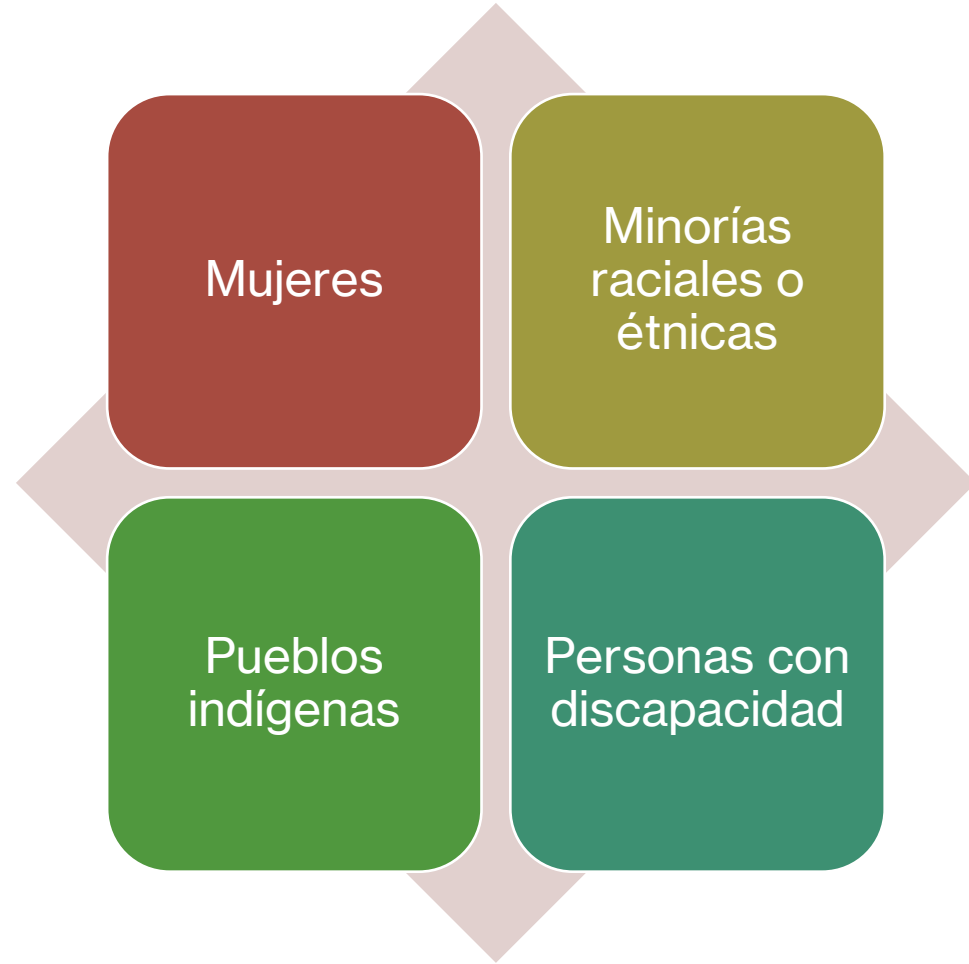 Mujeres
Minorías
raciales o
étnicas
Pueblos
indígenas
Personas con
discapacidad